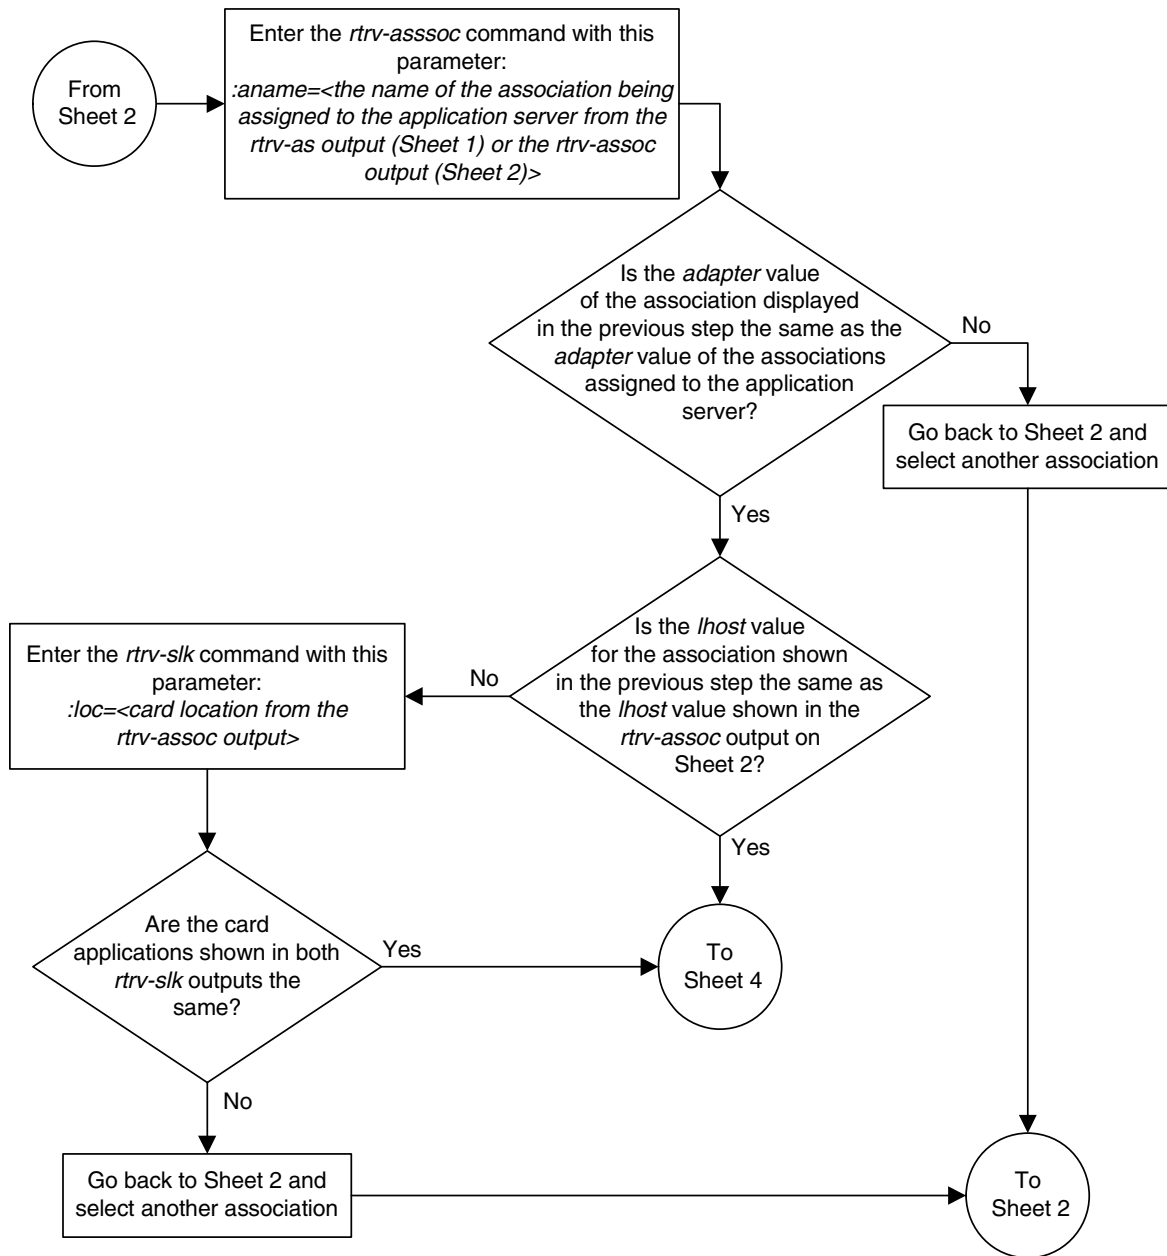 From
Sheet 2
Enter the rtrv-asssoc command with this
parameter:
:aname=<the name of the association being
assigned to the application server from the
rtrv-as output (Sheet 1) or the rtrv-assoc
output (Sheet 2)>
Is the adapter value
of the association displayed
in the previous step the same as the
adapter value of the associations
assigned to the application
server?
No
Go back to Sheet 2 and
select another association
Yes
Is the lhost value
for the association shown
in the previous step the same as
the lhost value shown in the
rtrv-assoc output on
Sheet 2?
No
Enter the rtrv-slk command with this
parameter:
:loc=<card location from the
rtrv-assoc output>
Yes
Are the card
applications shown in both
rtrv-slk outputs the
same?
Yes
To
Sheet 4
No
Go back to Sheet 2 and
select another association
To
Sheet 2